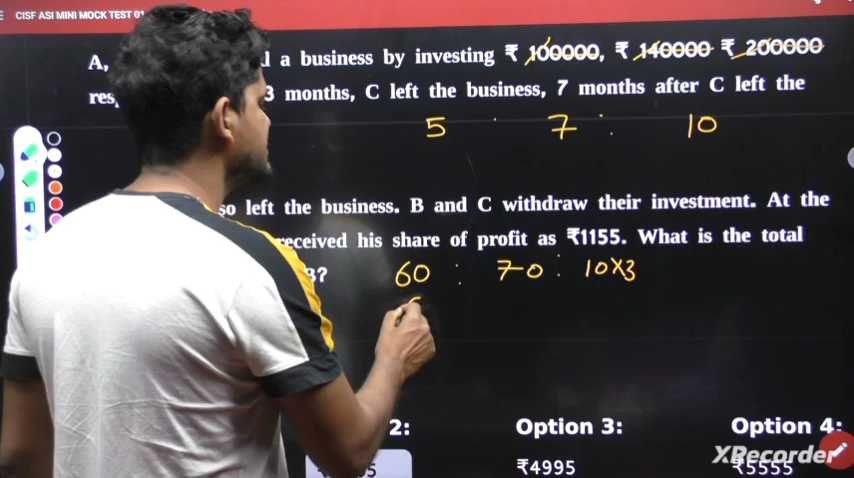 CISF ASI MINI MOCK TEST 01
A, a business by investing ₹ 100000, ₹ 140000 ₹ 200000
3 months, C left the business, 7 months after C left the
5 : 7 : 10
so left the business. B and C withdraw their investment. At the
received his share of profit as ₹1155. What is the total
B?
60 : 70 : 10×3
2: Option 3: Option 4:
₹4995 ₹5555
XRecorder